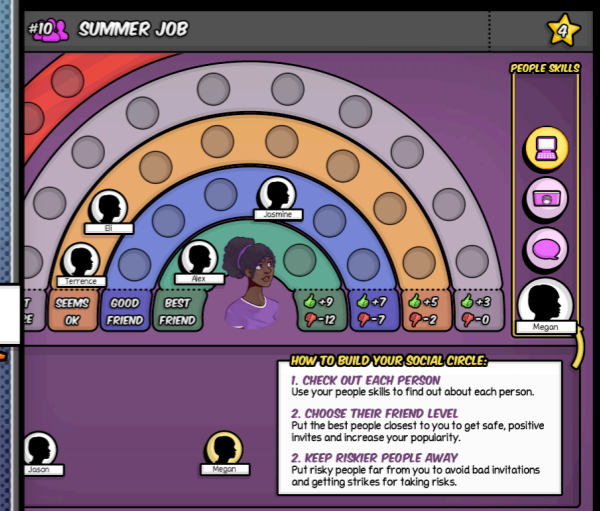 #10 SUMMER JOB
4
PEOPLE SKILLS
Eli
Jasmine
Terrence
Alex
Megan
SEEMS OK
GOOD FRIEND
BEST FRIEND
+9 -12
+7 -7
+5 -2
+3 -0
HOW TO BUILD YOUR SOCIAL CIRCLE:
1. CHECK OUT EACH PERSON
Use your people skills to find out about each person.
2. CHOOSE THEIR FRIEND LEVEL
Put the best people closest to you to get safe, positive
invites and increase your popularity.
2. KEEP RISKIER PEOPLE AWAY
Put risky people far from you to avoid bad invitations
and getting strikes for taking risks.
Jason
Megan